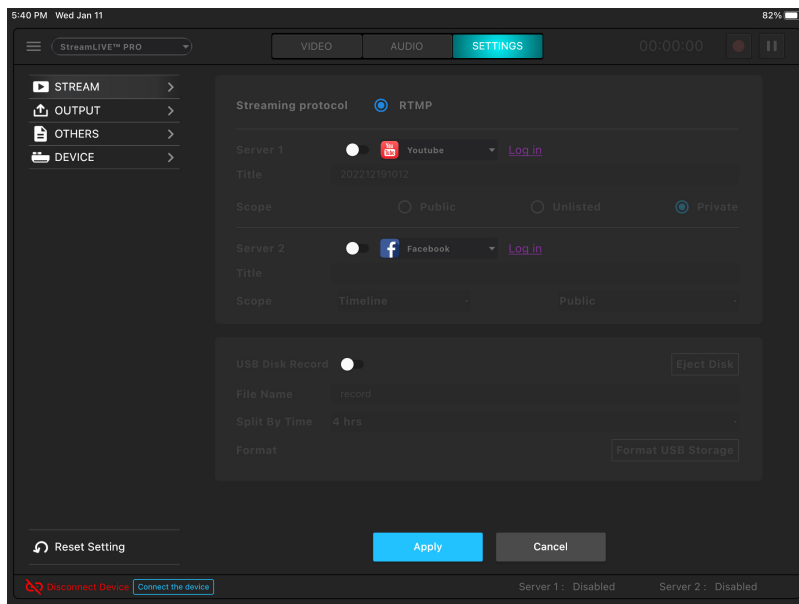 5:40 PM Wed Jan 11 82%
StreamLIVE™ PRO VIDEO AUDIO SETTINGS 00:00:00
STREAM
OUTPUT
OTHERS
DEVICE
Streaming protocol RTMP
Server 1 Youtube Log in
Title 202212191012
Scope Public Unlisted Private
Server 2 Facebook Log in
Title
Scope Timeline Public
USB Disk Record Eject Disk
File Name record
Split By Time 4 hrs
Format Format USB Storage
Reset Setting Apply Cancel
Disconnect Device Connect the device Server 1 : Disabled Server 2 : Disabled